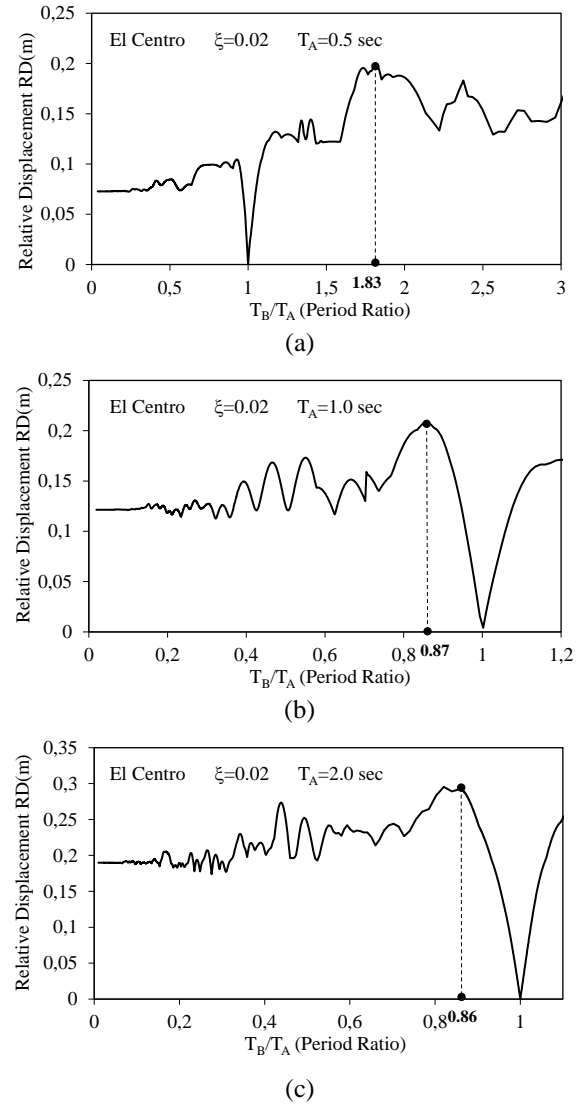 El Centro ξ=0.02 T_A=0.5 sec
Relative Displacement RD(m)
0,25
0,2
0,15
0,1
0,05
0
0 0,5 1 1,5 2 2,5 3
1.83
T_B/T_A (Period Ratio)
(a)
El Centro ξ=0.02 T_A=1.0 sec
Relative Displacement RD(m)
0,25
0,2
0,15
0,1
0,05
0
0 0,2 0,4 0,6 0,8 1 1,2
0.87
T_B/T_A (Period Ratio)
(b)
El Centro ξ=0.02 T_A=2.0 sec
Relative Displacement RD(m)
0,35
0,3
0,25
0,2
0,15
0,1
0,05
0
0 0,2 0,4 0,6 0,8 1
0.86
T_B/T_A (Period Ratio)
(c)